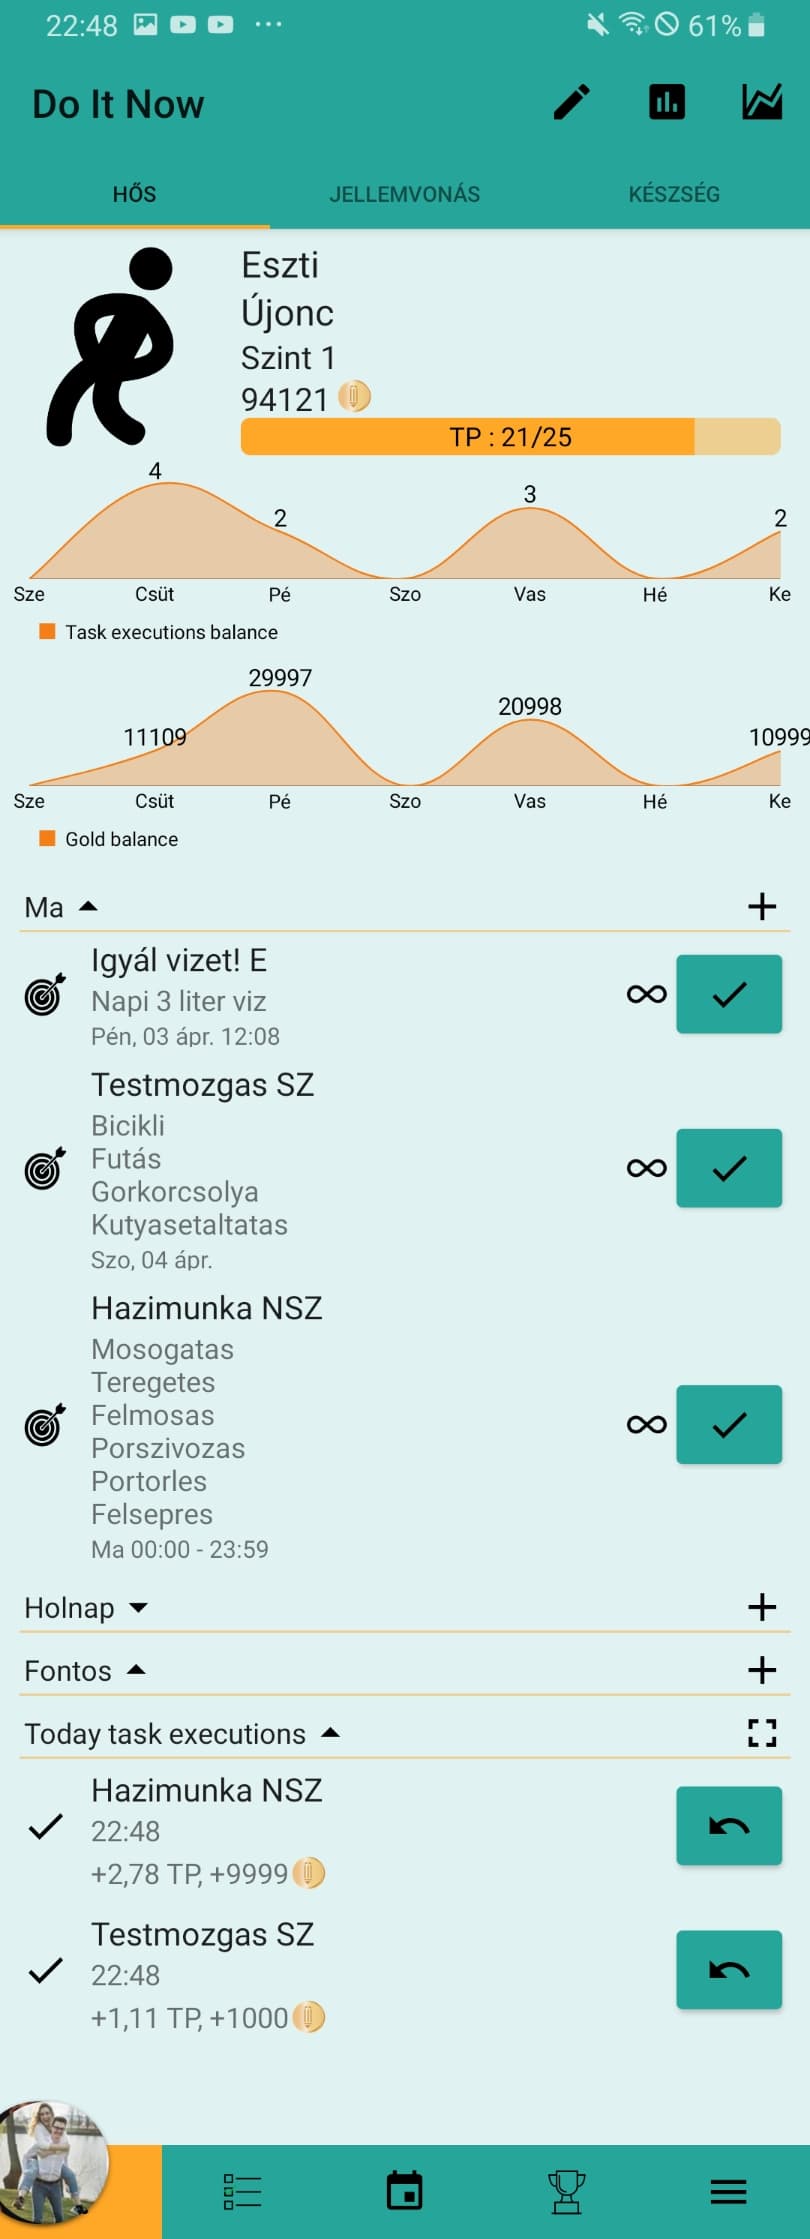 22:48 61%
Do It Now
HŐS JELLEMVONÁS KÉSZSÉG
Eszti
Újonc
Szint 1
94121
TP : 21/25
4 2 3 2
Sze Csüt Pé Szo Vas Hé Ke
Task executions balance
11109 29997 20998 10999
Sze Csüt Pé Szo Vas Hé Ke
Gold balance
Ma
Igyál vizet! E
Napi 3 liter viz
Pén, 03 ápr. 12:08
Testmozgas SZ
Bicikli
Futás
Gorkorcsolya
Kutyasetaltatas
Szo, 04 ápr.
Hazimunka NSZ
Mosogatas
Teregetes
Felmosas
Porszivozas
Portorles
Felsepres
Ma 00:00 - 23:59
Holnap
Fontos
Today task executions
Hazimunka NSZ
22:48
+2,78 TP, +9999
Testmozgas SZ
22:48
+1,11 TP, +1000